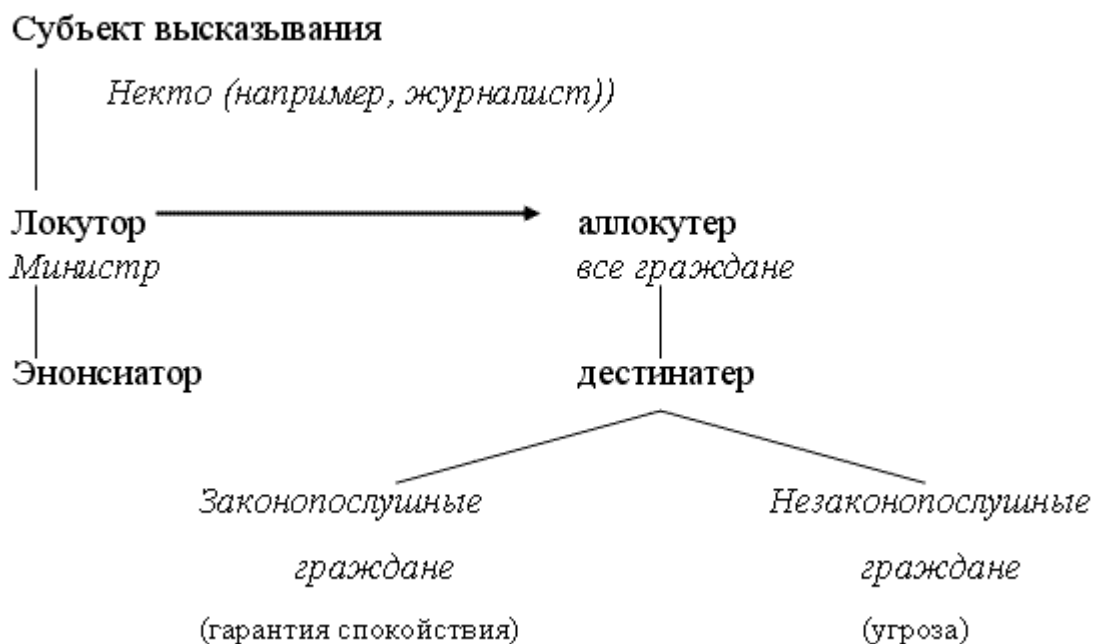 Субъект высказывания
Некто (например, журналист))
Локутор
аллокутер
Министр
все граждане
Энонсиатор
дестинатер
Законопослушные
граждане
(гарантия спокойствия)
Незаконопослушные
граждане
(угроза)